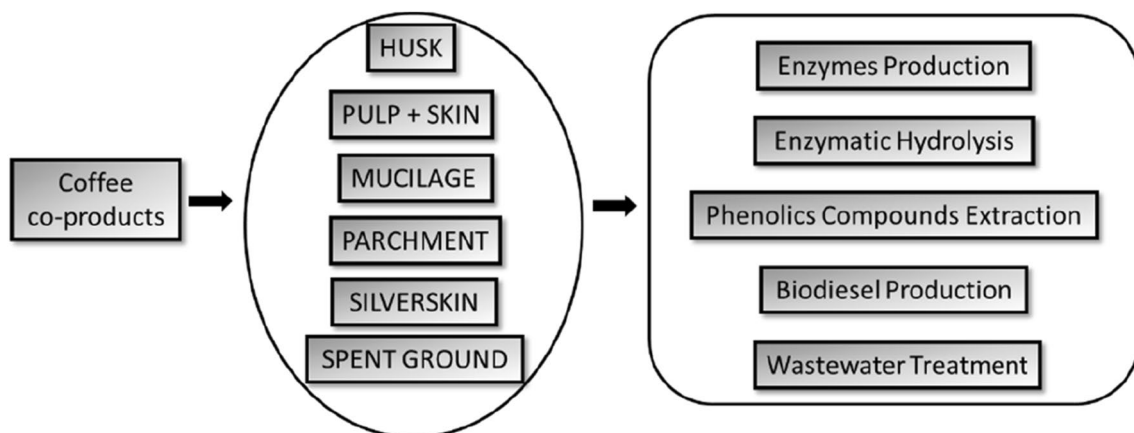 Coffee
co-products
HUSK
PULP + SKIN
MUCILAGE
PARCHMENT
SILVERSKIN
SPENT GROUND
Enzymes Production
Enzymatic Hydrolysis
Phenolics Compounds Extraction
Biodiesel Production
Wastewater Treatment